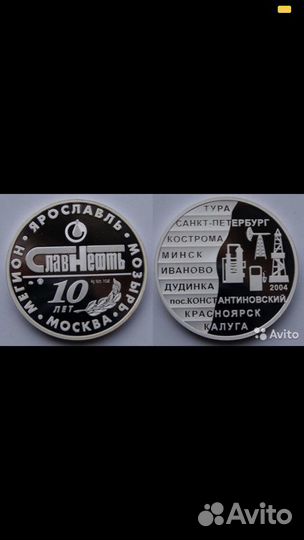 МЕГИОН ЯРОСЛАВЛЬ МОЗЫРЬ МОСКВА
СЛАВНЕФТЬ
10
ЛЕТ
ТУРА
САНКТ-ПЕТЕРБУРГ
КОСТРОМА
МИНСК
ИВАНОВО
ДУДИНКА
2004
пос.КОНСТАНТИНОВСКИЙ
КРАСНОЯРСК
КАЛУГА
Avito
Avito